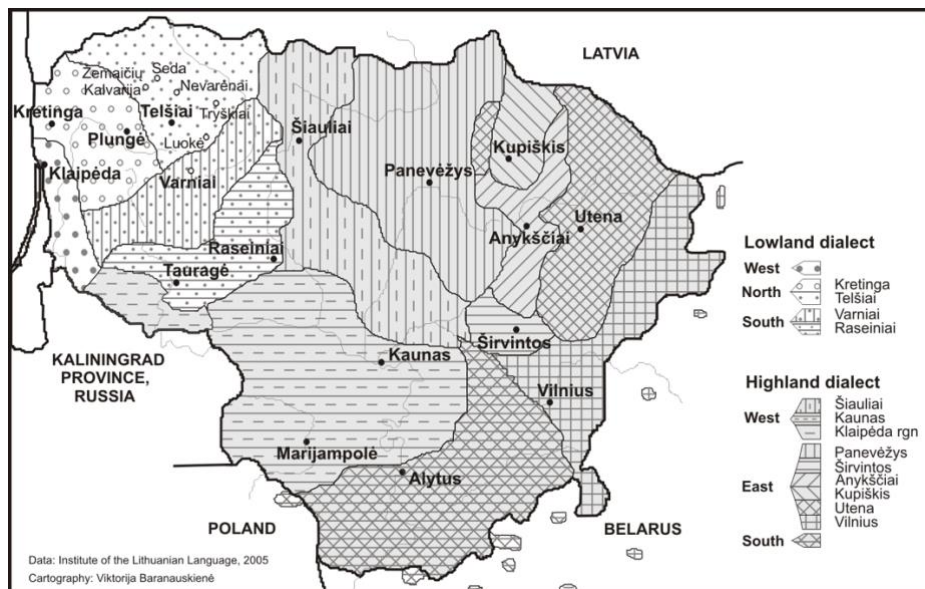 LATVIA
Seda
Žemaičių
Kalvarija
Nevarėnai
Kretinga
Telšiai
Tryškiai
Plungė
Luokė
Šiauliai
Kupiškis
Klaipėda
Varniai
Panevėžys
Utena
Anykščiai
Raseiniai
Tauragė
Širvintos
Kaunas
KALININGRAD
PROVINCE,
RUSSIA
Vilnius
Marijampolė
Alytus
POLAND
BELARUS
Lowland dialect
West
North
Kretinga
Telšiai
South
Varniai
Raseiniai
Highland dialect
West
Šiauliai
Kaunas
Klaipėda rgn
East
Panevėžys
Širvintos
Anykščiai
Kupiškis
Utena
Vilnius
South
Data: Institute of the Lithuanian Language, 2005
Cartography: Viktorija Baranauskienė